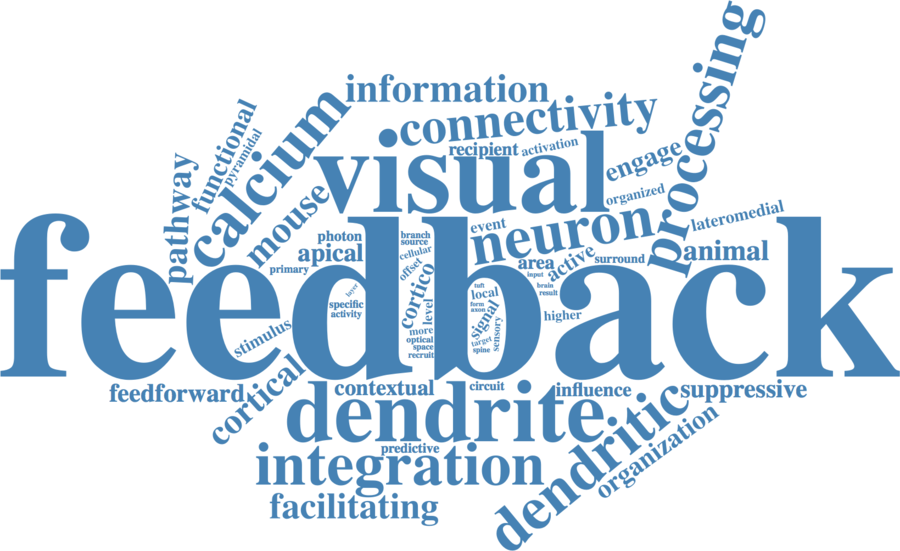 processing
information
calcium
connectivity
functional
pyramidal
recipient
activation
visual
engage
pathway
mouse
organized
lateromedial
feedback
event
neuron
photon
branch
source
apical
cellular
offset
primary
area
active
surround
animal
input
brain
result
layer
specific
activity
cortico
level
more
optical
space
recruit
tuft
local
form
axon
signal
target
sensory
spine
higher
stimulus
feedforward
cortical
contextual
circuit
influence
suppressive
dendrite
dendritic
organization
predictive
integration
facilitating